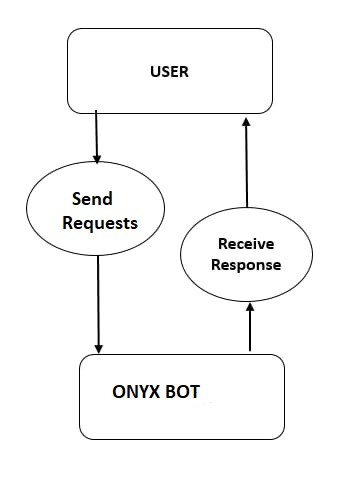 USER
Send
Requests
Receive
Response
ONYX BOT